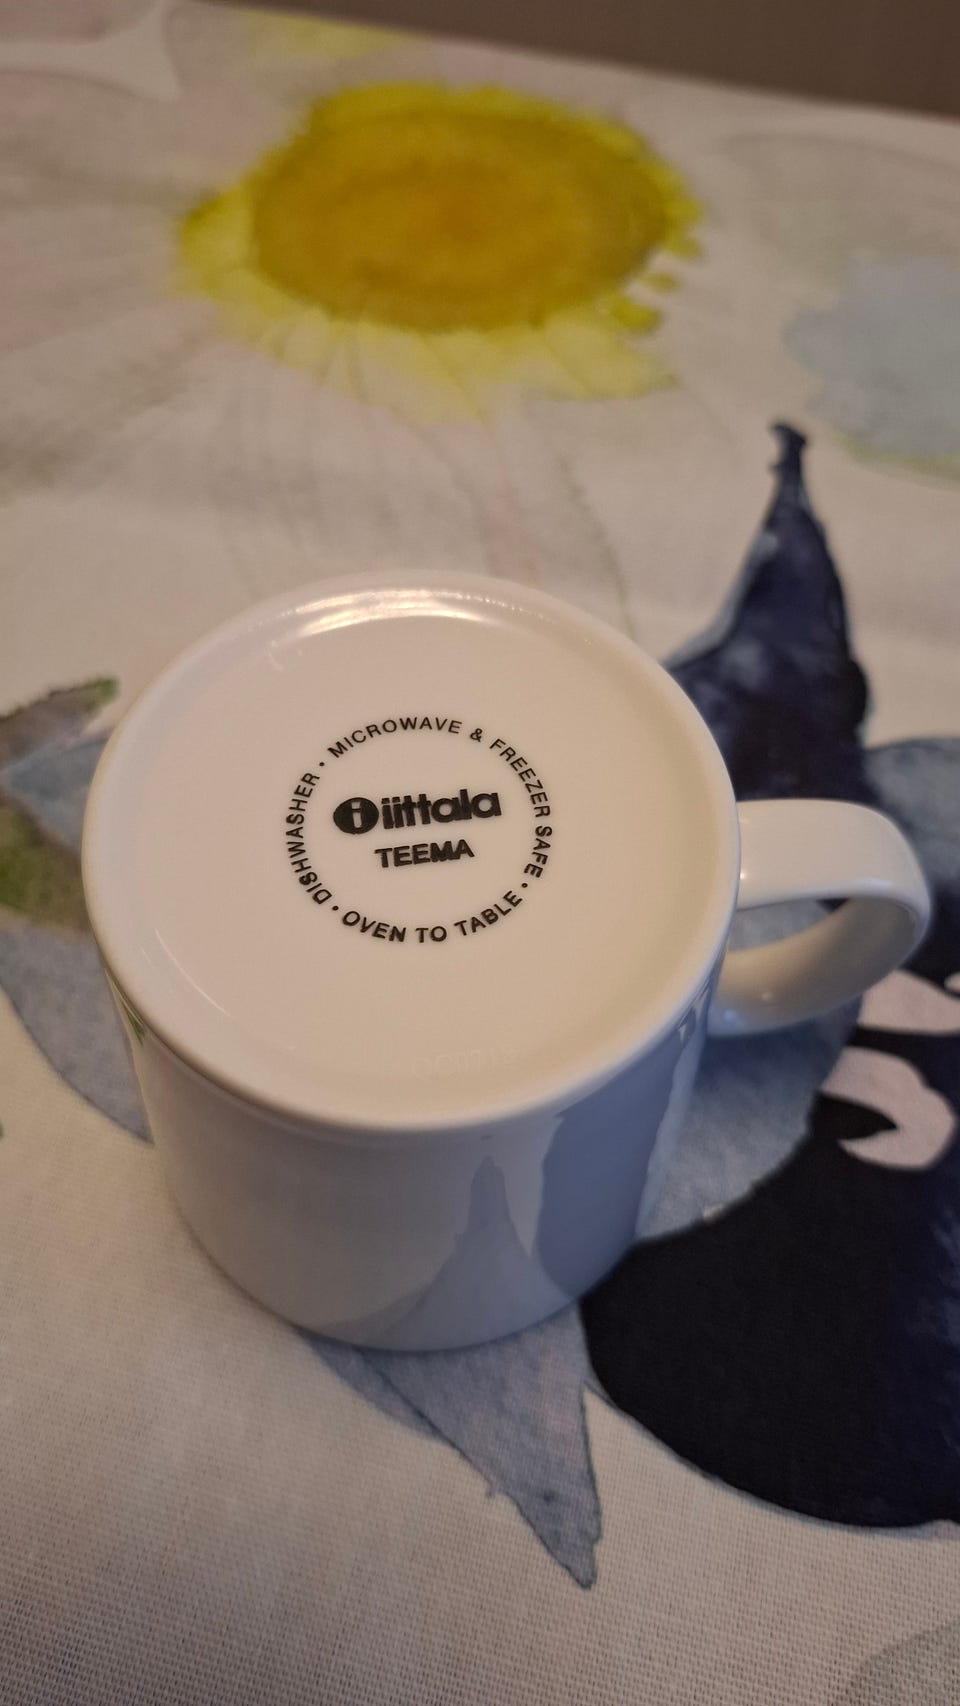 DISHWASHER · MICROWAVE & FREEZER SAFE · OVEN TO TABLE ·
i iittala
TEEMA